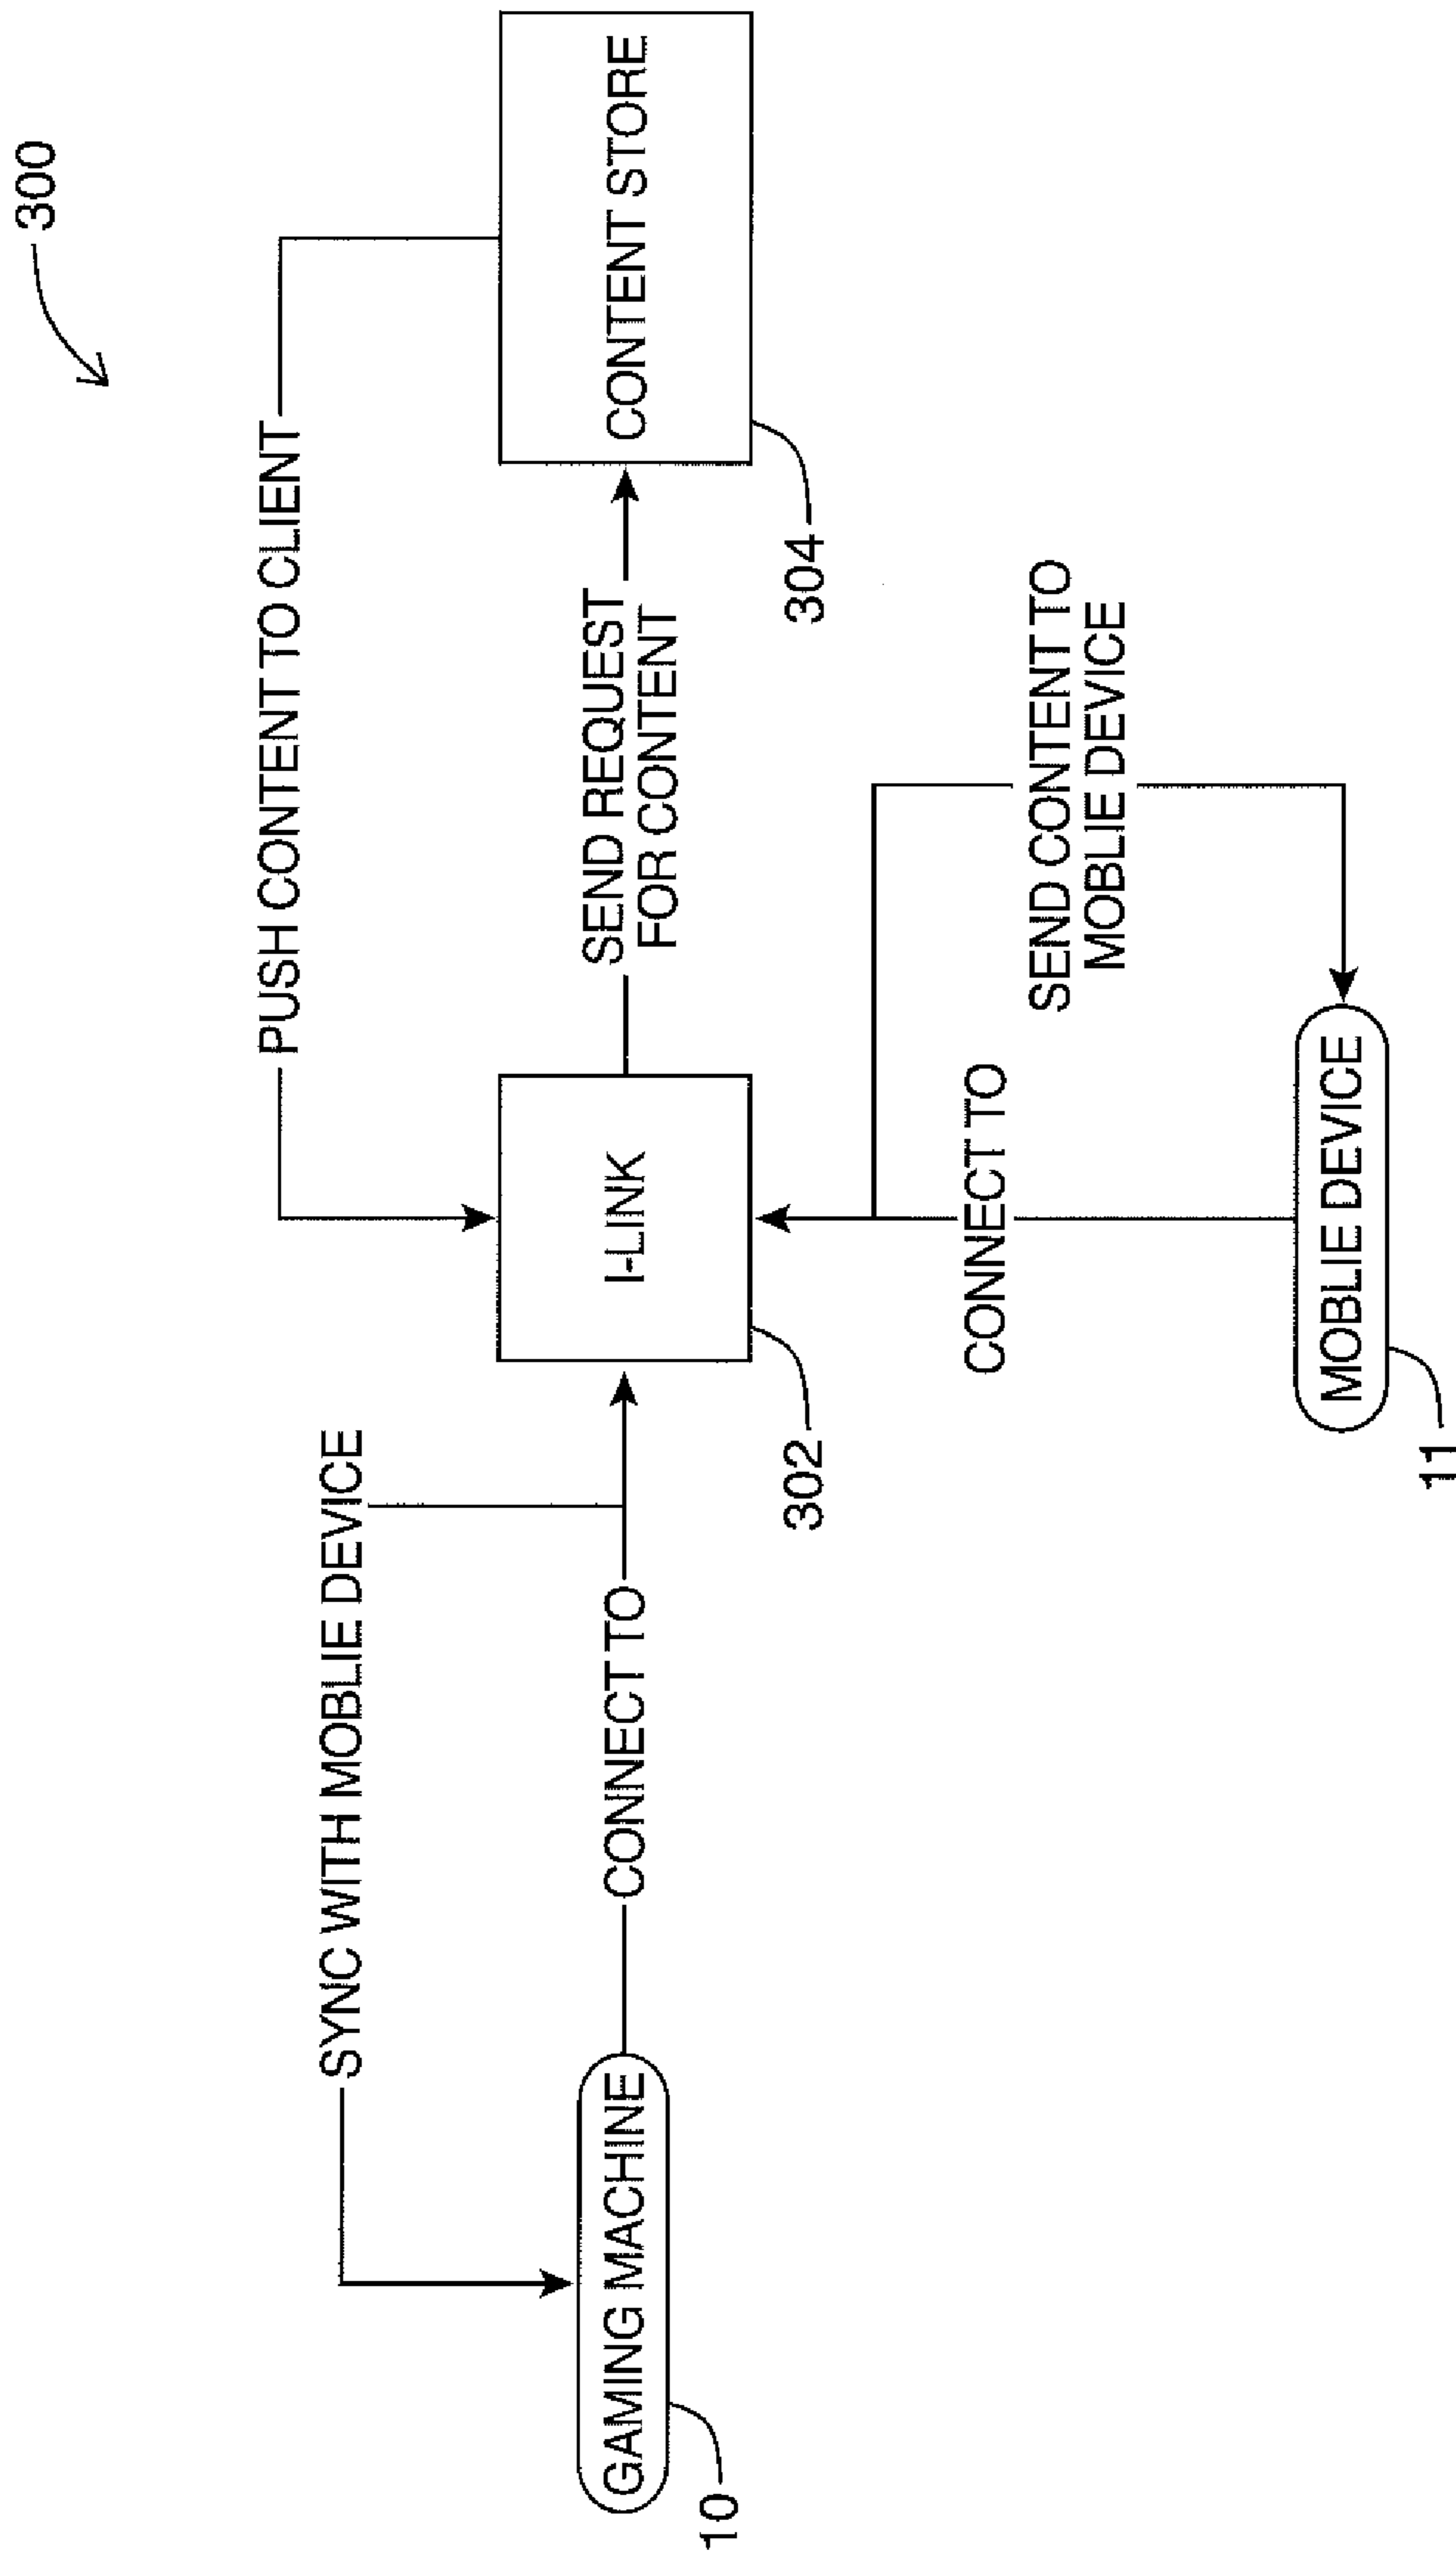 300
PUSH CONTENT TO CLIENT
SYNC WITH MOBLIE DEVICE
GAMING MACHINE
10
CONNECT TO
I-LINK
302
SEND REQUEST
FOR CONTENT
CONTENT STORE
304
CONNECT TO
SEND CONTENT TO
MOBLIE DEVICE
MOBLIE DEVICE
11